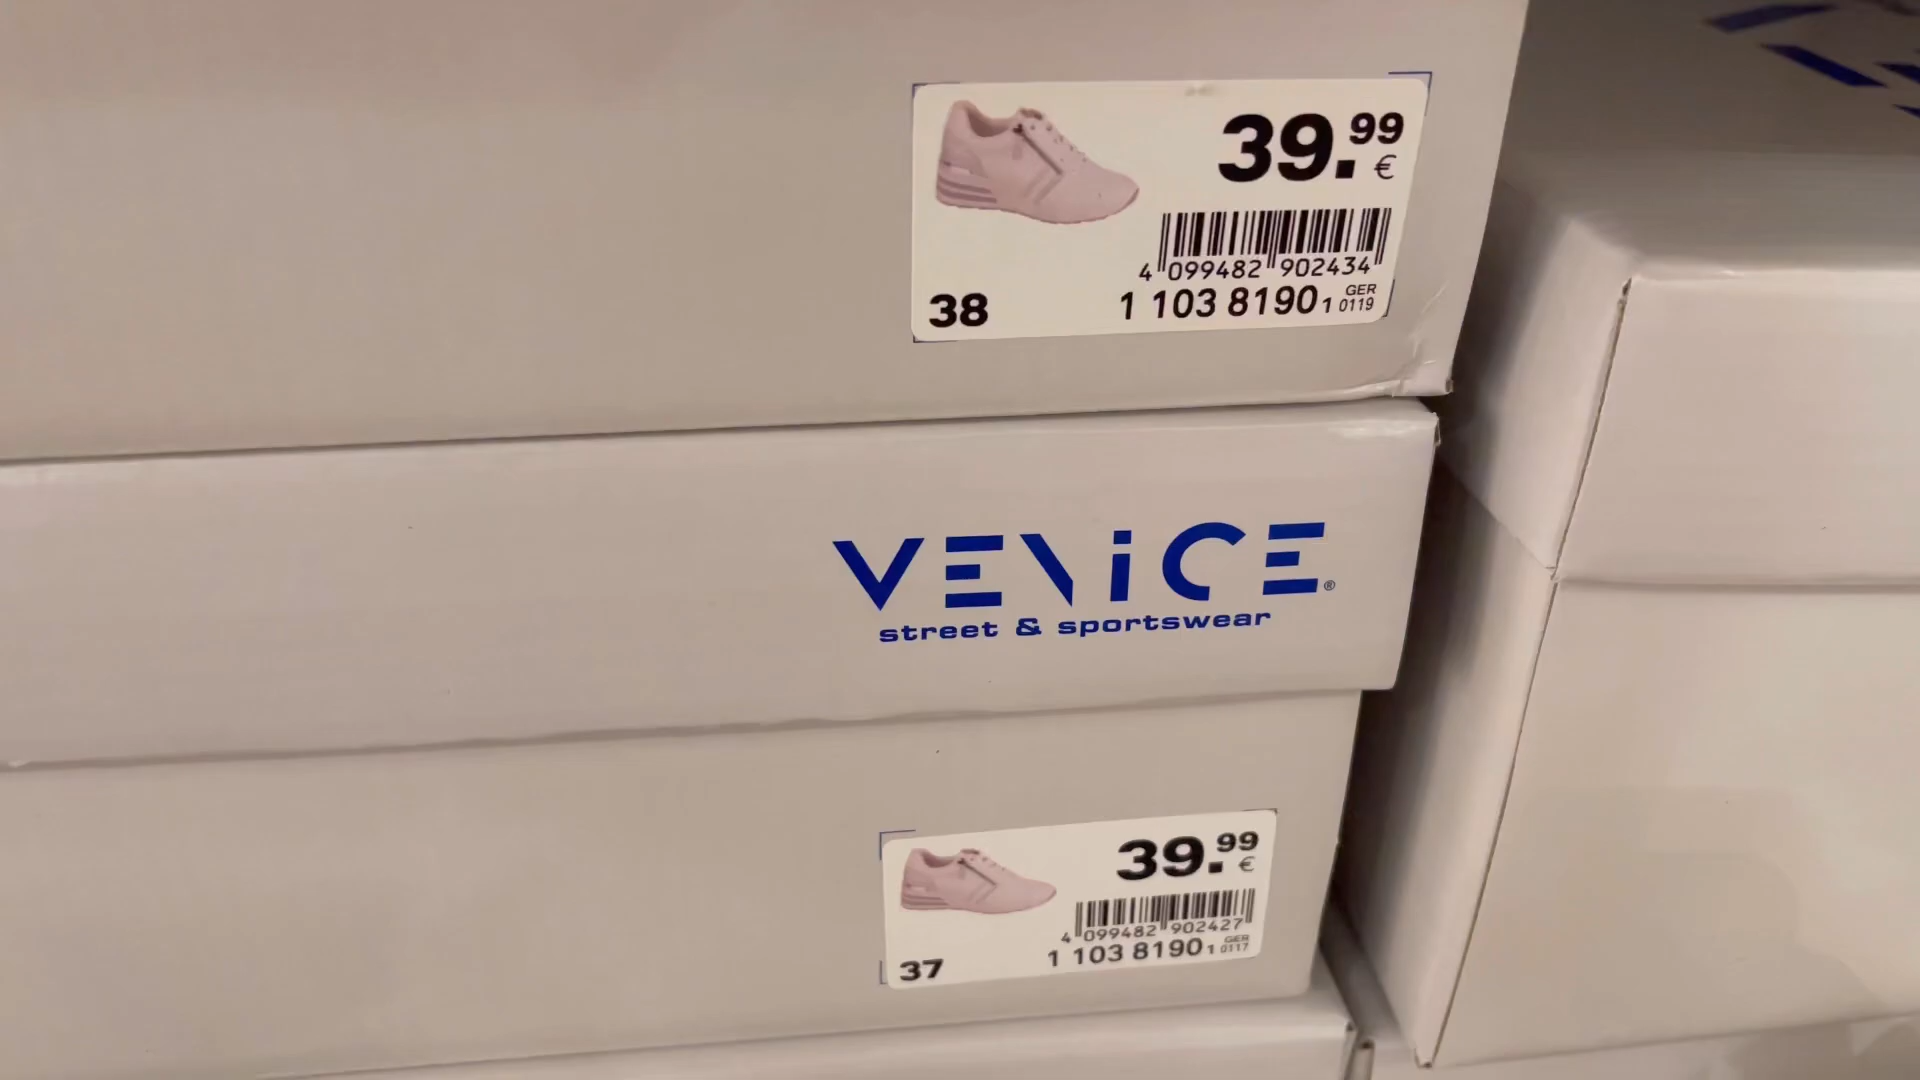 39.99
€
4 099482 902434
38
1 103 8190 1 GER 0119
VENiCE®
street & sportswear
39.99
€
4 099482 902427
37
1 103 8190 1 GER 0117